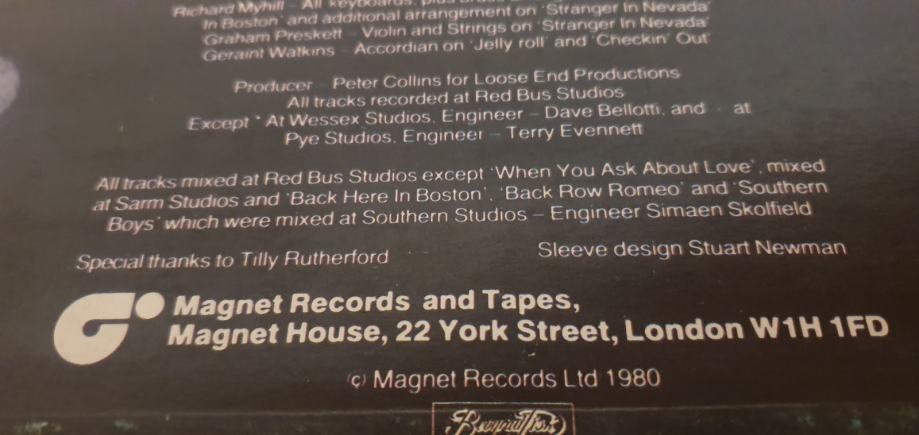 Richard Myhill - All keyboards, plus
In Boston' and additional arrangement on 'Stranger In Nevada'
Graham Preskett - Violin and Strings on 'Stranger In Nevada'
Geraint Watkins - Accordian on 'Jelly roll' and 'Checkin' Out'
Producer - Peter Collins for Loose End Productions
All tracks recorded at Red Bus Studios
Except * At Wessex Studios, Engineer - Dave Bellotti, and · at
Pye Studios, Engineer - Terry Evennett
All tracks mixed at Red Bus Studios except 'When You Ask About Love', mixed
at Sarm Studios and 'Back Here In Boston', 'Back Row Romeo' and 'Southern
Boys' which were mixed at Southern Studios - Engineer Simaen Skolfield
Special thanks to Tilly Rutherford
Sleeve design Stuart Newman
Magnet Records and Tapes,
Magnet House, 22 York Street, London W1H 1FD
(c) Magnet Records Ltd 1980